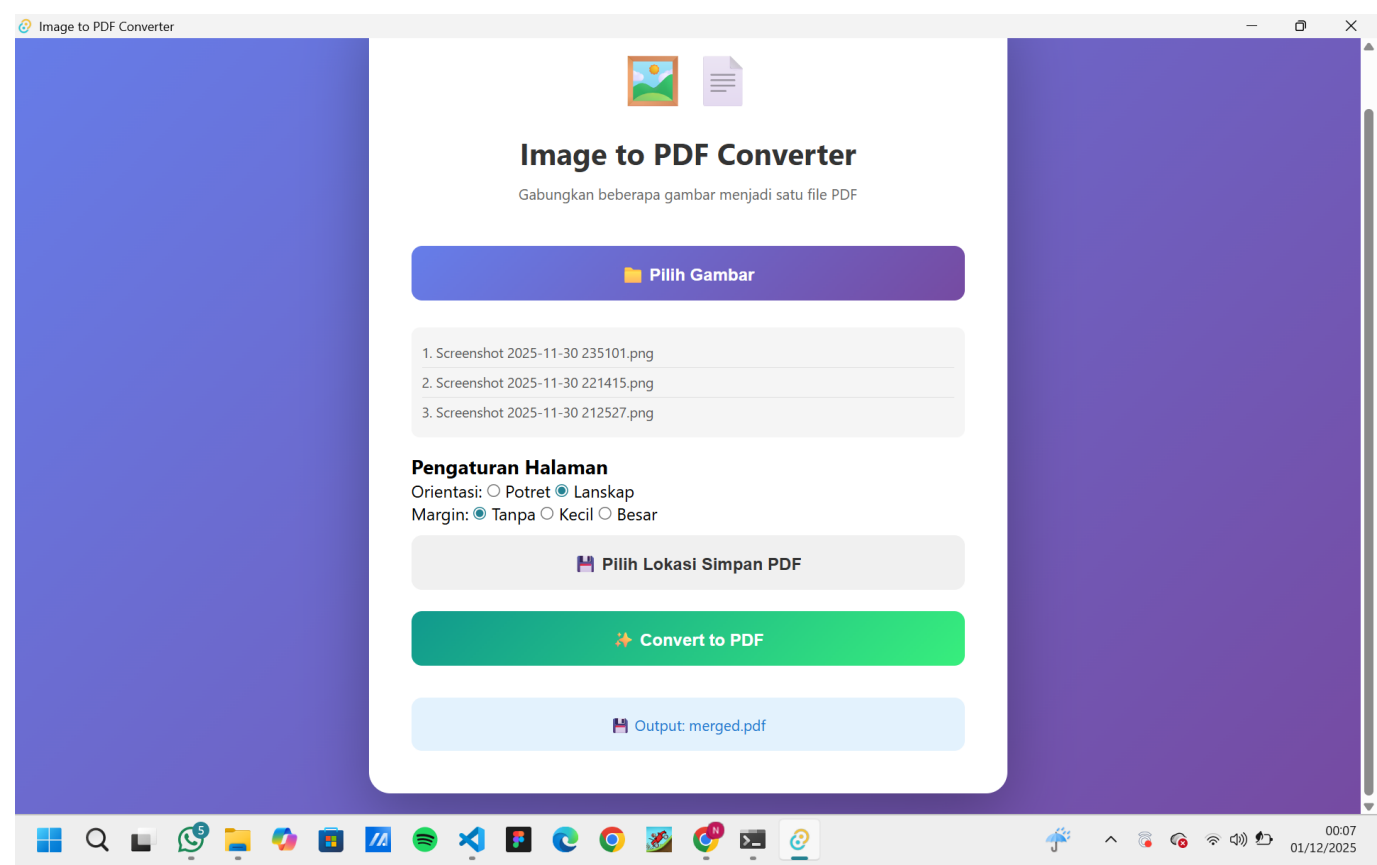 Image to PDF Converter
Image to PDF Converter
Gabungkan beberapa gambar menjadi satu file PDF
Pilih Gambar
1. Screenshot 2025-11-30 235101.png
2. Screenshot 2025-11-30 221415.png
3. Screenshot 2025-11-30 212527.png
Pengaturan Halaman
Orientasi: Potret Lanskap
Margin: Tanpa Kecil Besar
Pilih Lokasi Simpan PDF
Convert to PDF
Output: merged.pdf
5
N
00:07
01/12/2025